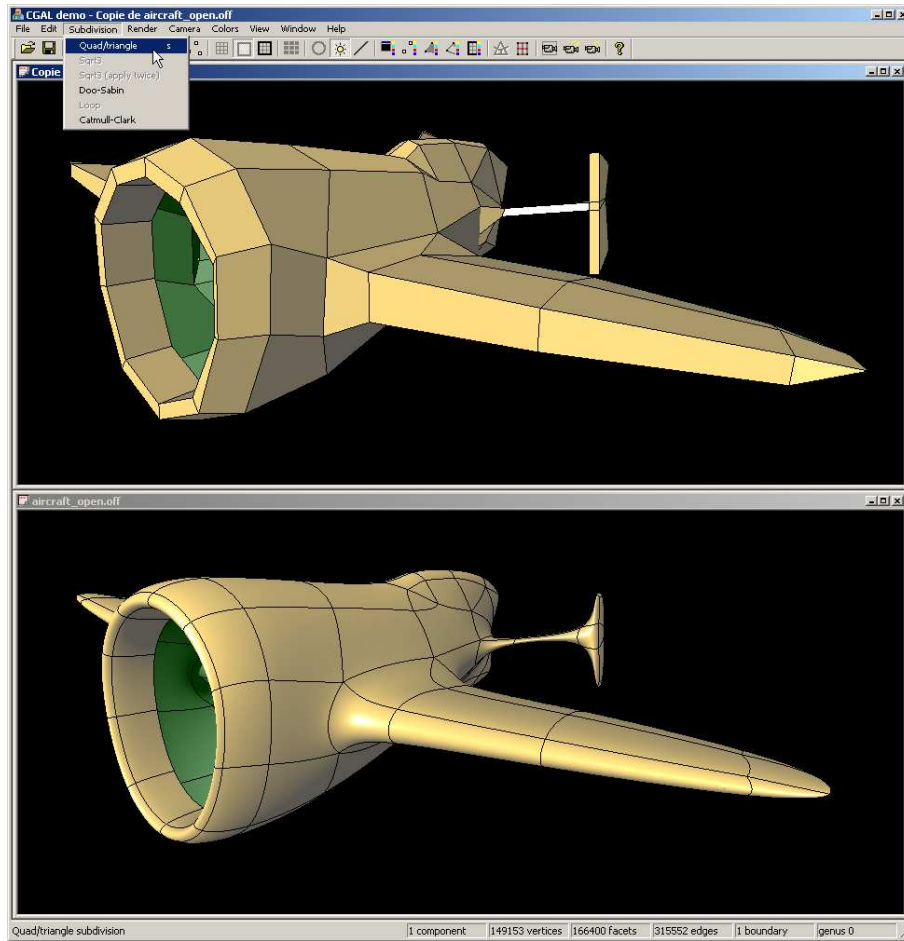 CGAL demo - Copie de aircraft_open.off
File Edit Subdivision Render Camera Colors View Window Help
Quad/triangle s
Sqrt3
Sqrt3 (apply twice)
Doo-Sabin
Loop
Catmull-Clark
Copie
aircraft_open.off
Quad/triangle subdivision 1 component 149153 vertices 166400 facets 315552 edges 1 boundary genus 0